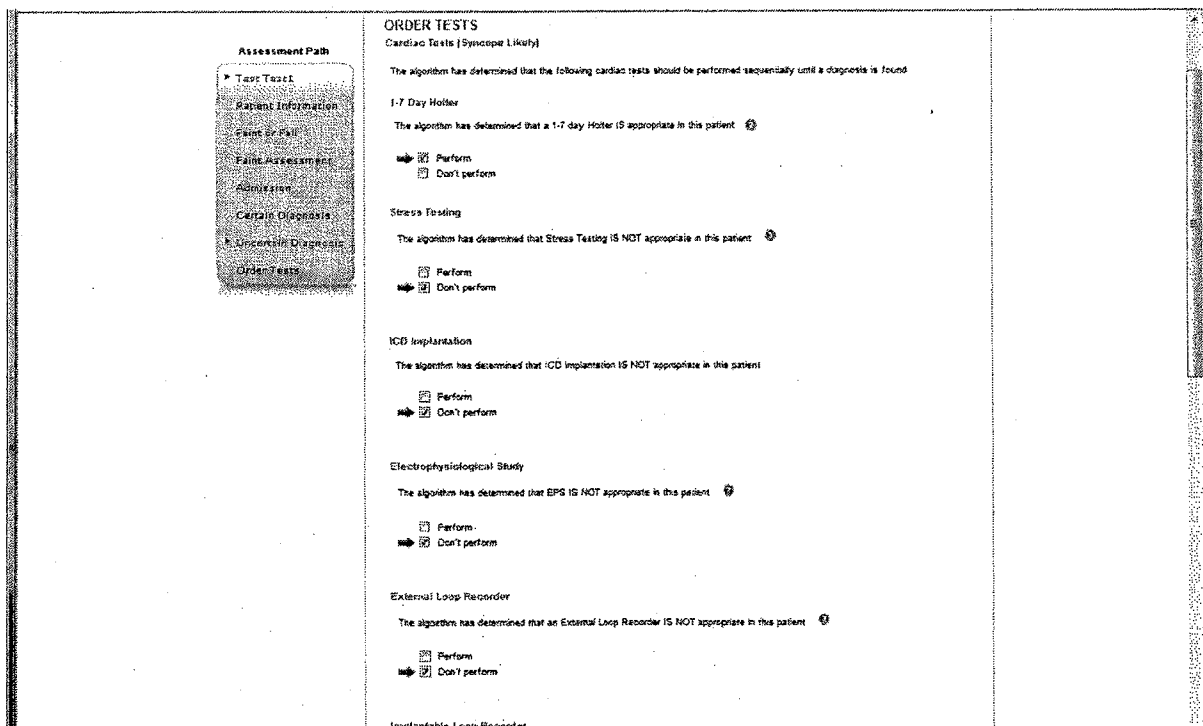 Assessment Path
Test Test1
Patient Information
Faint or Fall
Faint Assessment
Admission
Certain Diagnosis
Uncertain Diagnosis
Order Tests
ORDER TESTS
Cardiac Tests (Syncope Likely)
The algorithm has determined that the following cardiac tests should be performed sequentially until a diagnosis is found
1-7 Day Holter
The algorithm has determined that a 1-7 day Holter IS appropriate in this patient
Perform
Don't perform
Stress Testing
The algorithm has determined that Stress Testing IS NOT appropriate in this patient
Perform
Don't perform
ICD Implantation
The algorithm has determined that ICD Implantation IS NOT appropriate in this patient
Perform
Don't perform
Electrophysiological Study
The algorithm has determined that EPS IS NOT appropriate in this patient
Perform
Don't perform
External Loop Recorder
The algorithm has determined that an External Loop Recorder IS NOT appropriate in this patient
Perform
Don't perform
Implantable Loop Recorder